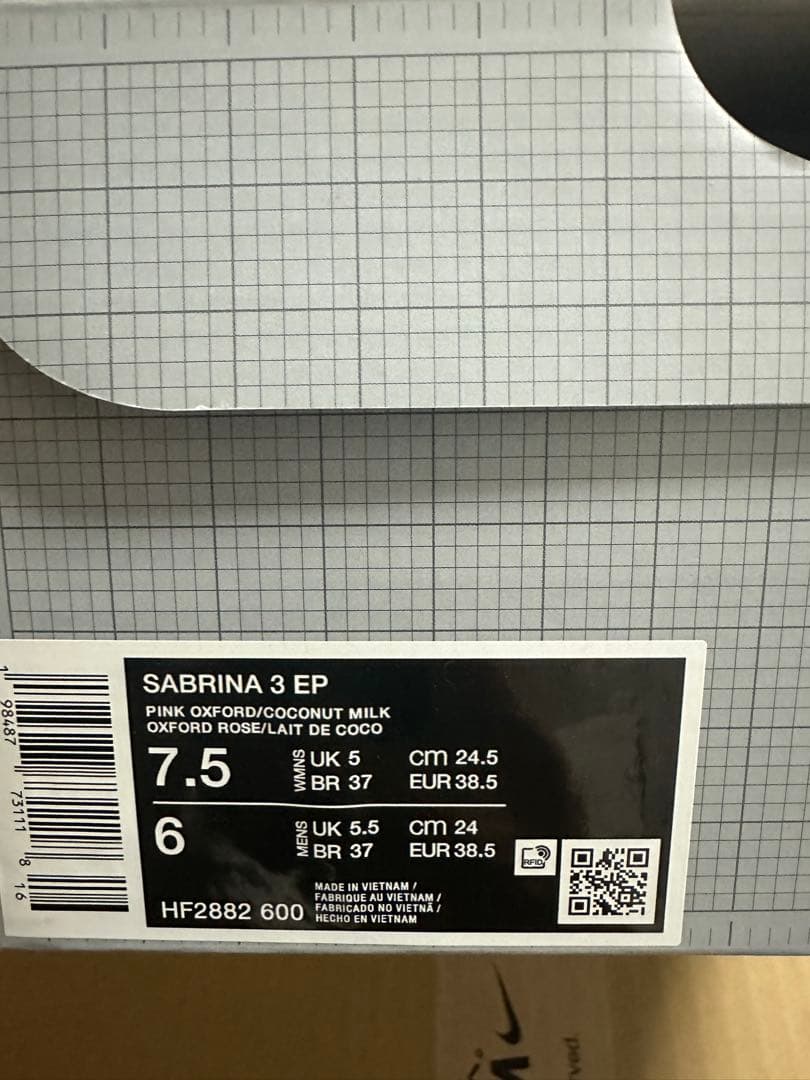 SABRINA 3 EP
PINK OXFORD/COCONUT MILK
OXFORD ROSE/LAIT DE COCO
7.5 WMNS UK 5 cm 24.5
BR 37 EUR 38.5
6 MENS UK 5.5 cm 24
BR 37 EUR 38.5
RFID
HF2882 600
MADE IN VIETNAM /
FABRIQUE AU VIETNAM /
FABRICADO NO VIETNÃ /
HECHO EN VIETNAM
1 98487 73111 8 16